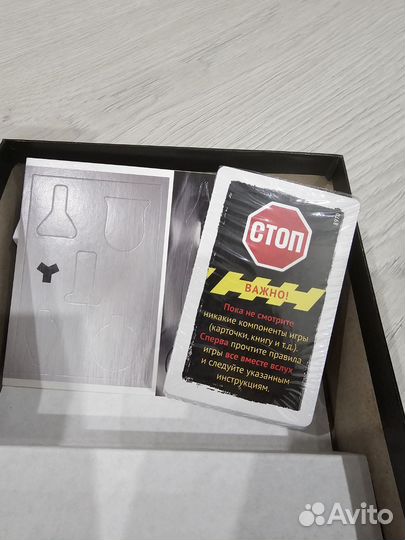 СТОП
ВАЖНО!
Пока не смотрите
никакие компоненты игры
(карточки, книгу и т.д.).
Сперва прочтите правила
игры все вместе вслух
и следуйте указанным
инструкциям.
Avito